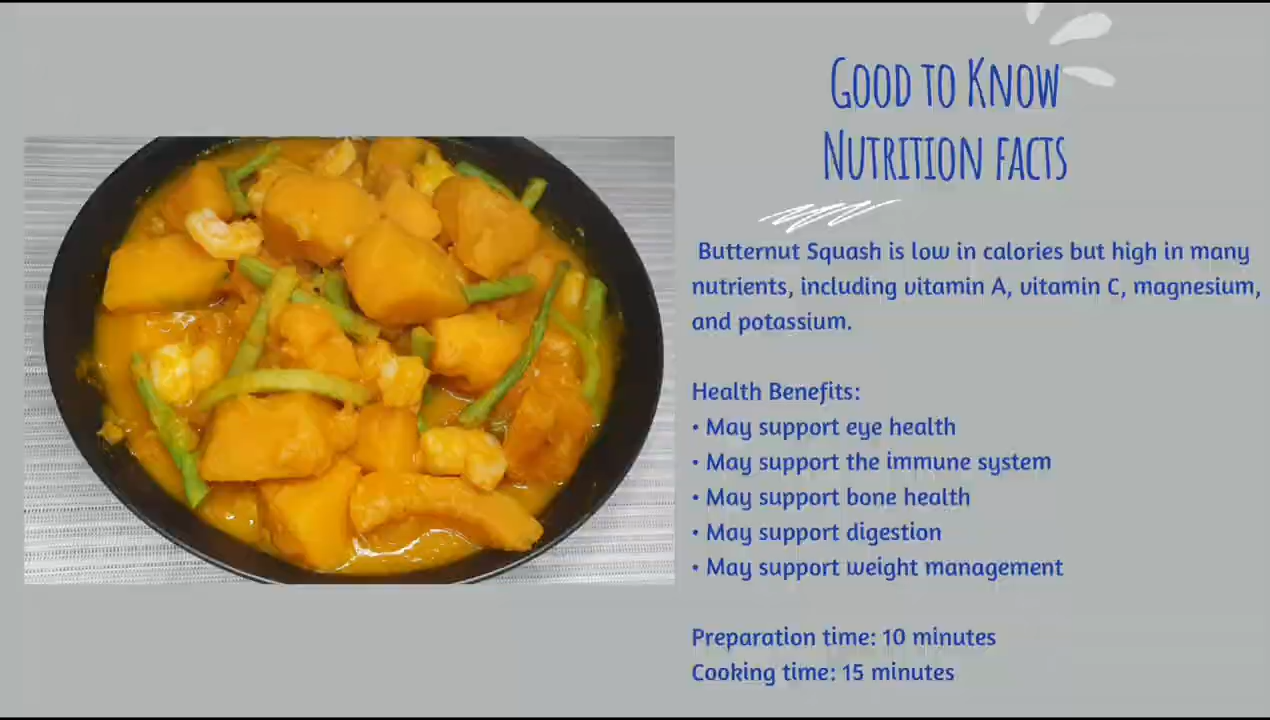 Good to Know
Nutrition facts
Butternut Squash is low in calories but high in many
nutrients, including vitamin A, vitamin C, magnesium,
and potassium.
Health Benefits:
• May support eye health
• May support the immune system
• May support bone health
• May support digestion
• May support weight management
Preparation time: 10 minutes
Cooking time: 15 minutes